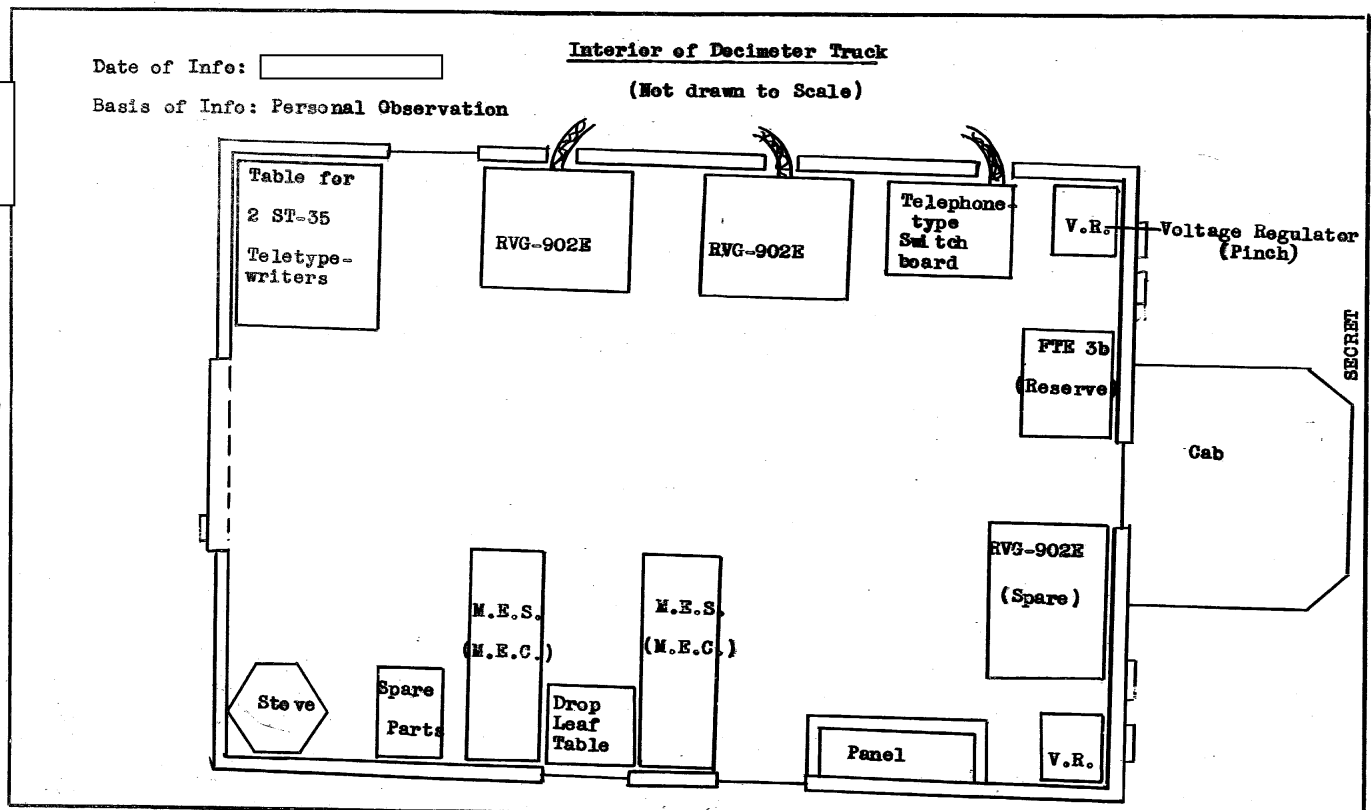 Interior of Decimeter Truck
(Not drawn to Scale)
Date of Info:
Basis of Info: Personal Observation
Table for
2 ST-35
Teletype-
writers
RVG-902E
RVG-902E
Telephone-
type
Switch
board
V.R.
Voltage Regulator
(Pinch)
SECRET
FTE 3b
(Reserve)
Cab
RVG-902E
(Spare)
M.E.S.
(M.E.C.)
M.E.S.
(M.E.C.)
Stove
Spare
Parts
Drop
Leaf
Table
Panel
V.R.